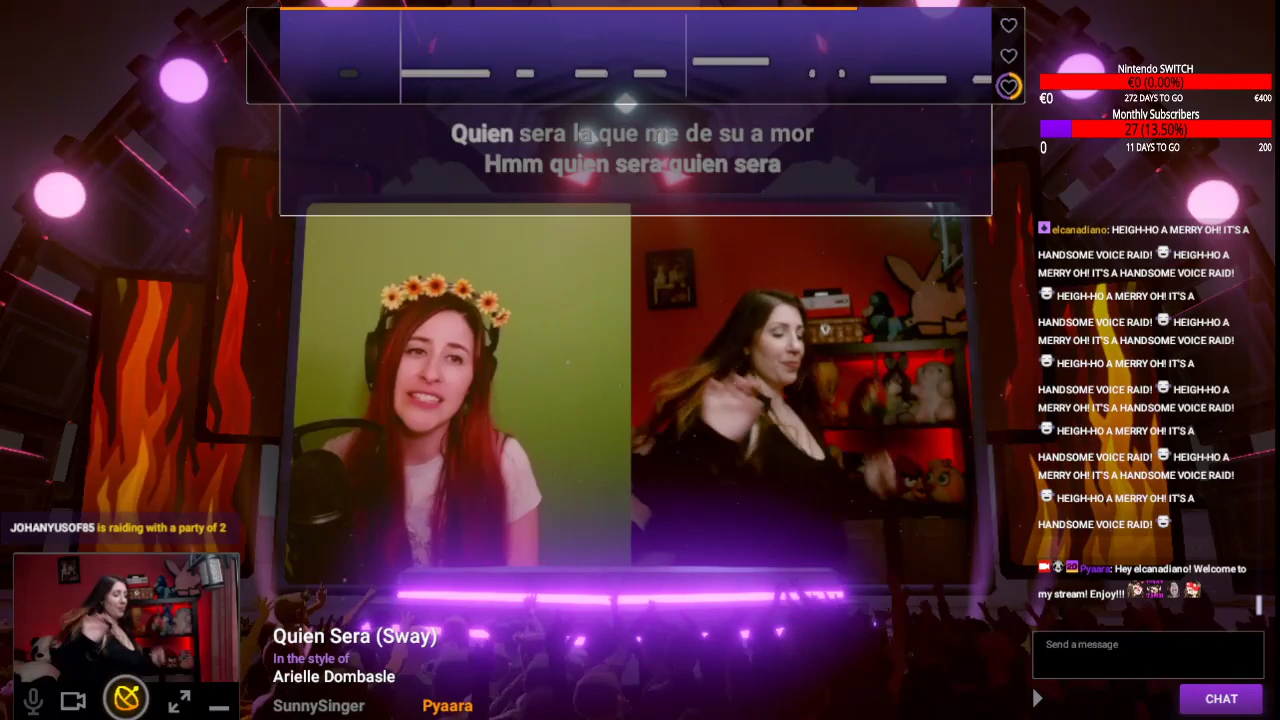 Quien sera la que me de su a mor
Hmm quien sera quien sera
Nintendo SWITCH
€0 (0.00%)
€0 272 DAYS TO GO €400
Monthly Subscribers
27 (13.50%)
0 11 DAYS TO GO 200
elcanadiano: HEIGH-HO A MERRY OH! IT'S A
HANDSOME VOICE RAID! HEIGH-HO A
MERRY OH! IT'S A HANDSOME VOICE RAID!
HEIGH-HO A MERRY OH! IT'S A
HANDSOME VOICE RAID! HEIGH-HO A
MERRY OH! IT'S A HANDSOME VOICE RAID!
HEIGH-HO A MERRY OH! IT'S A
HANDSOME VOICE RAID! HEIGH-HO A
MERRY OH! IT'S A HANDSOME VOICE RAID!
HEIGH-HO A MERRY OH! IT'S A
HANDSOME VOICE RAID! HEIGH-HO A
MERRY OH! IT'S A HANDSOME VOICE RAID!
HEIGH-HO A MERRY OH! IT'S A
HANDSOME VOICE RAID!
Pyaara: Hey elcanadiano! Welcome to
my stream! Enjoy!!!
Send a message
CHAT
JOHANYUSOF85 is raiding with a party of 2
Quien Sera (Sway)
In the style of
Arielle Dombasle
SunnySinger Pyaara